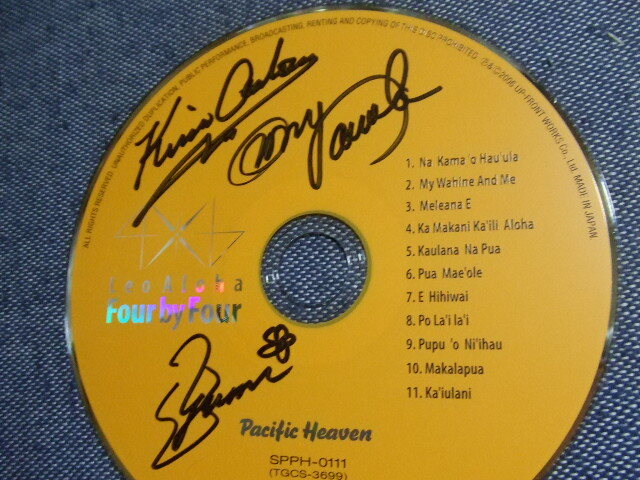 ALL RIGHTS RESERVED. UNAUTHORIZED DUPLICATION, PUBLIC PERFORMANCE, BROADCASTING, RENTING AND COPYING OF THIS DISC PROHIBITED. ℗&©2006 UP-FRONT WORKS Co., Ltd. MADE IN JAPAN
4x4
Leo Aloha
Four by Four
1. Na Kama 'o Hau'ula
2. My Wahine And Me
3. Meleana E
4. Ka Makani Ka'ili Aloha
5. Kaulana Na Pua
6. Pua Mae'ole
7. E Hihiwai
8. Po La'i la'i
9. Pupu 'o Ni'ihau
10. Makalapua
11. Ka'iulani
Pacific Heaven
SPPH-0111
(TGCS-3699)